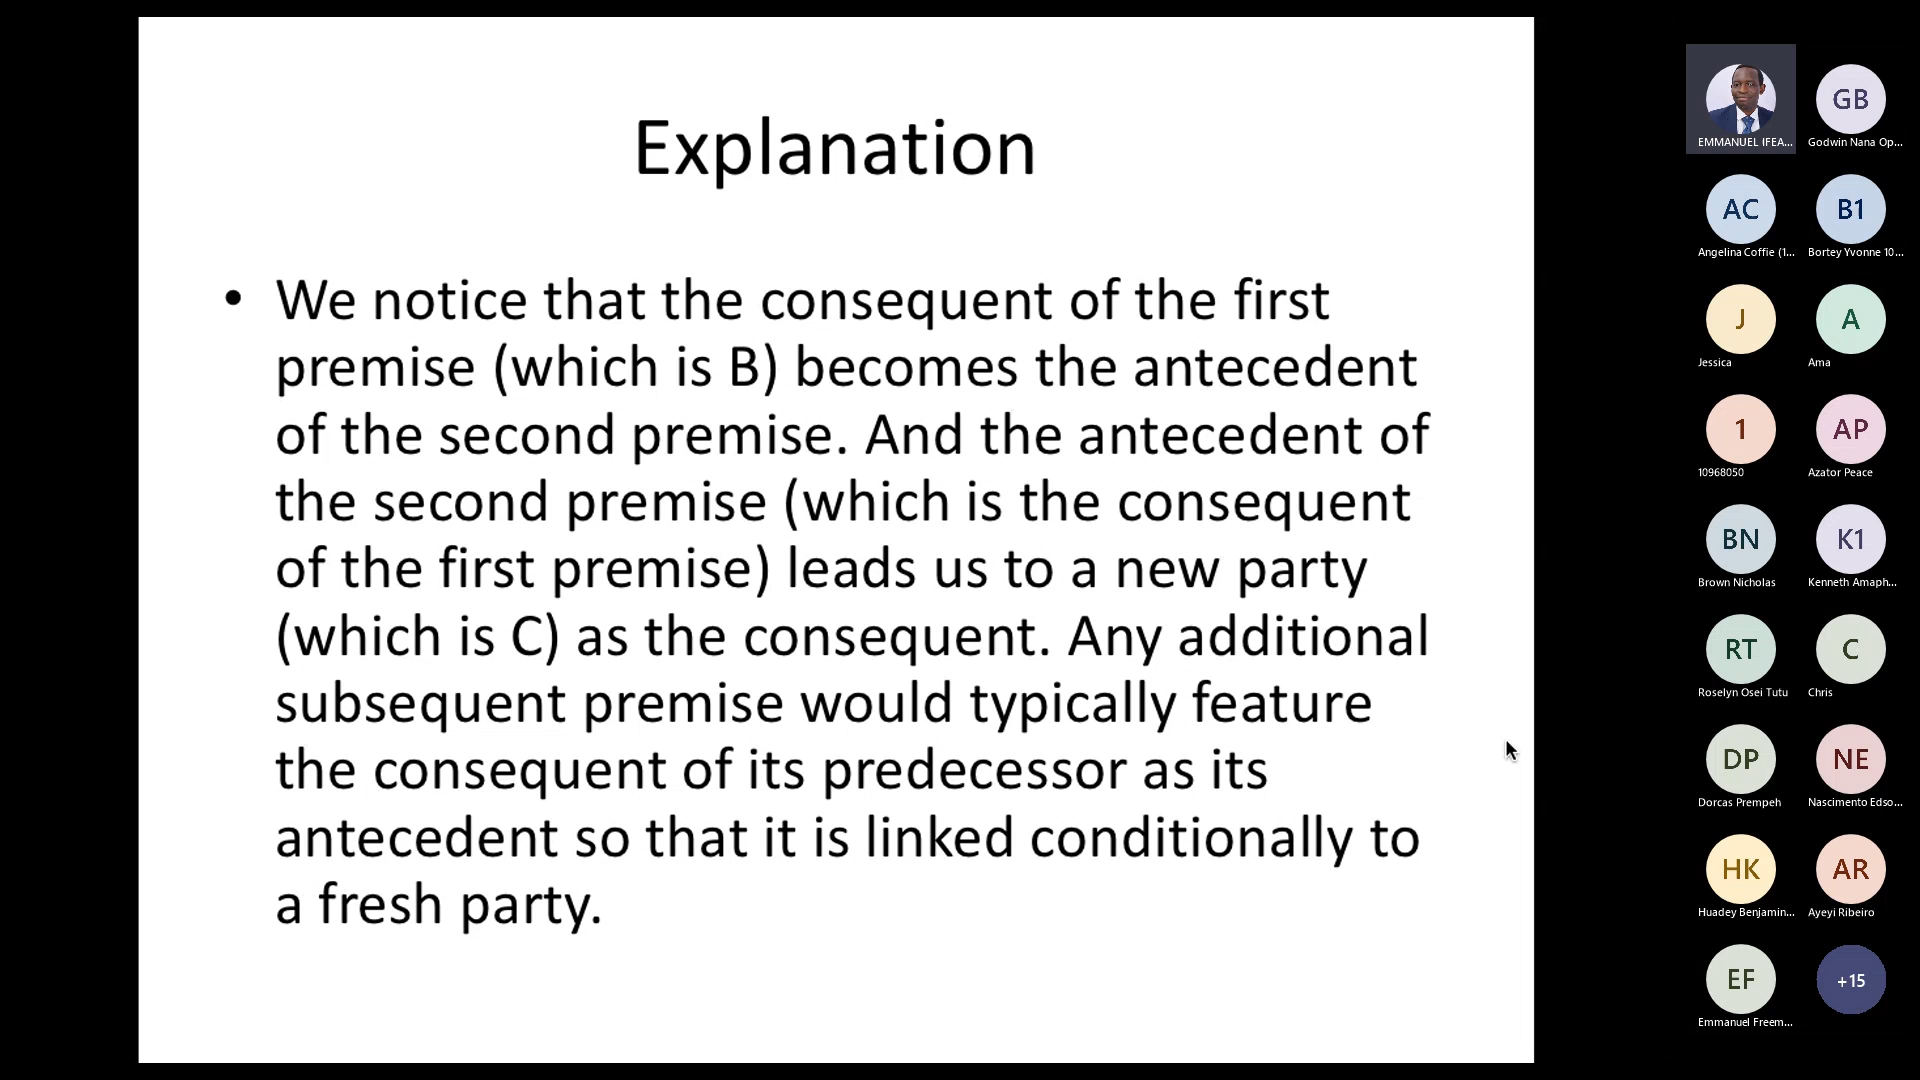 Explanation
• We notice that the consequent of the first
premise (which is B) becomes the antecedent
of the second premise. And the antecedent of
the second premise (which is the consequent
of the first premise) leads us to a new party
(which is C) as the consequent. Any additional
subsequent premise would typically feature
the consequent of its predecessor as its
antecedent so that it is linked conditionally to
a fresh party.
EMMANUEL IFEA...
GB
Godwin Nana Op...
AC
Angelina Coffie (1...
B1
Bortey Yvonne 10...
J
Jessica
A
Ama
1
10968050
AP
Azator Peace
BN
Brown Nicholas
K1
Kenneth Amaph...
RT
Roselyn Osei Tutu
C
Chris
DP
Dorcas Prempeh
NE
Nascimento Edso...
HK
Huadey Benjamin...
AR
Ayeyi Ribeiro
EF
Emmanuel Freem...
+15